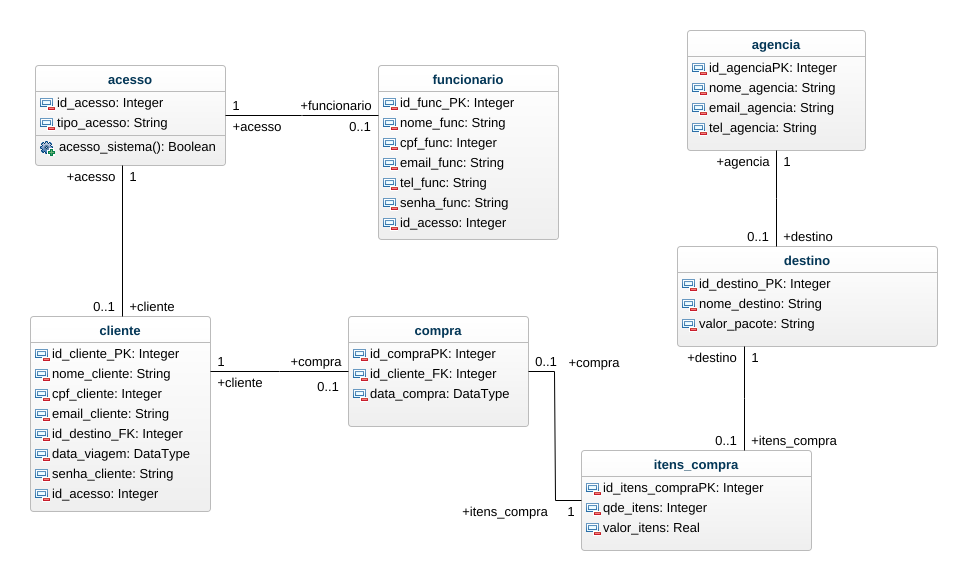 acesso
id_acesso: Integer
tipo_acesso: String
acesso_sistema(): Boolean
1
+acesso
+funcionario
0..1
funcionario
id_func_PK: Integer
nome_func: String
cpf_func: Integer
email_func: String
tel_func: String
senha_func: String
id_acesso: Integer
agencia
id_agenciaPK: Integer
nome_agencia: String
email_agencia: String
tel_agencia: String
+agencia
1
0..1
+destino
destino
id_destino_PK: Integer
nome_destino: String
valor_pacote: String
+acesso
1
0..1
+cliente
cliente
id_cliente_PK: Integer
nome_cliente: String
cpf_cliente: Integer
email_cliente: String
id_destino_FK: Integer
data_viagem: DataType
senha_cliente: String
id_acesso: Integer
1
+cliente
+compra
0..1
compra
id_compraPK: Integer
id_cliente_FK: Integer
data_compra: DataType
0..1
+compra
+itens_compra
1
+destino
1
0..1
+itens_compra
itens_compra
id_itens_compraPK: Integer
qde_itens: Integer
valor_itens: Real